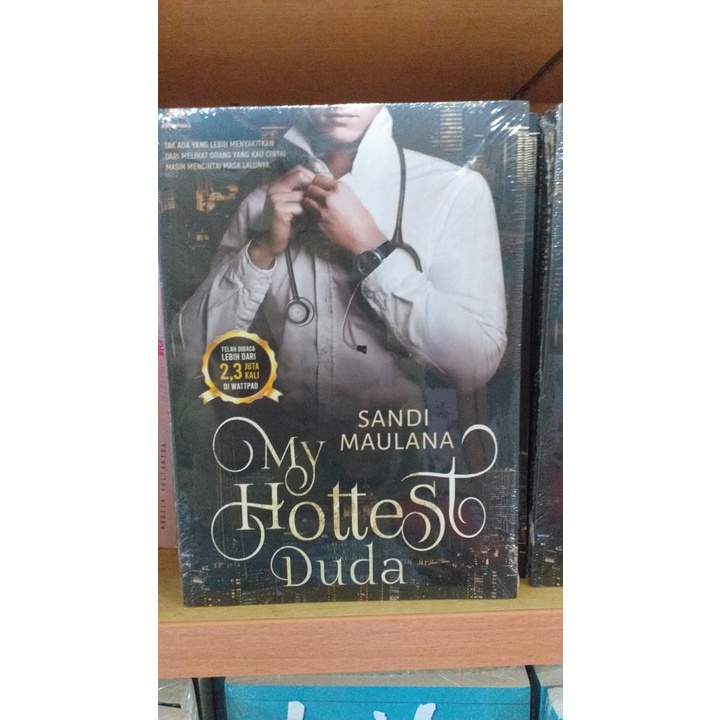 TAK ADA YANG LEBIH MENYAKITKAN
DARI MELIHAT ORANG YANG KAU CINTAI
MASIH MENCINTAI MASA LALUNYA.
TELAH DIBACA
LEBIH DARI
2,3 JUTA KALI
DI WATTPAD
SANDI
MAULANA
My
Hottest
Duda